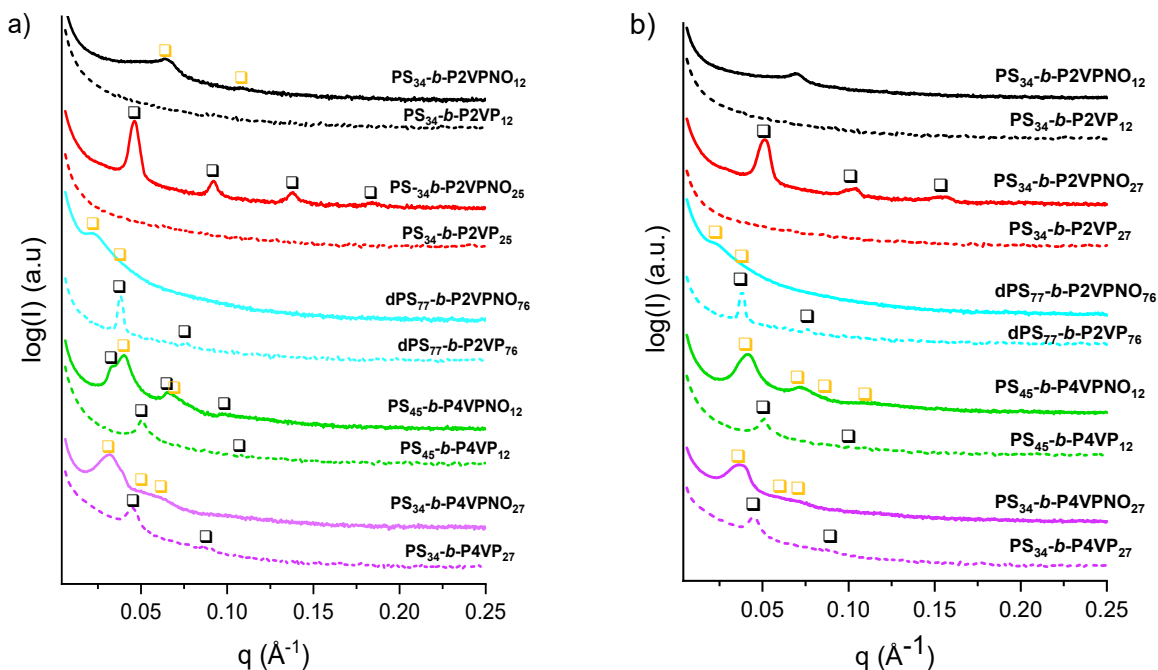 a)
PS34-b-P2VPNO12
PS34-b-P2VP12
PS-34b-P2VPNO25
PS34-b-P2VP25
dPS77-b-P2VPNO76
dPS77-b-P2VP76
PS45-b-P4VPNO12
PS45-b-P4VP12
PS34-b-P4VPNO27
PS34-b-P4VP27
log(I) (a.u)
0.05 0.10 0.15 0.20 0.25
q (Å-1)
b)
PS34-b-P2VPNO12
PS34-b-P2VP12
PS34-b-P2VPNO27
PS34-b-P2VP27
dPS77-b-P2VPNO76
dPS77-b-P2VP76
PS45-b-P4VPNO12
PS45-b-P4VP12
PS34-b-P4VPNO27
PS34-b-P4VP27
log(I) (a.u.)
0.05 0.10 0.15 0.20 0.25
q (Å-1)